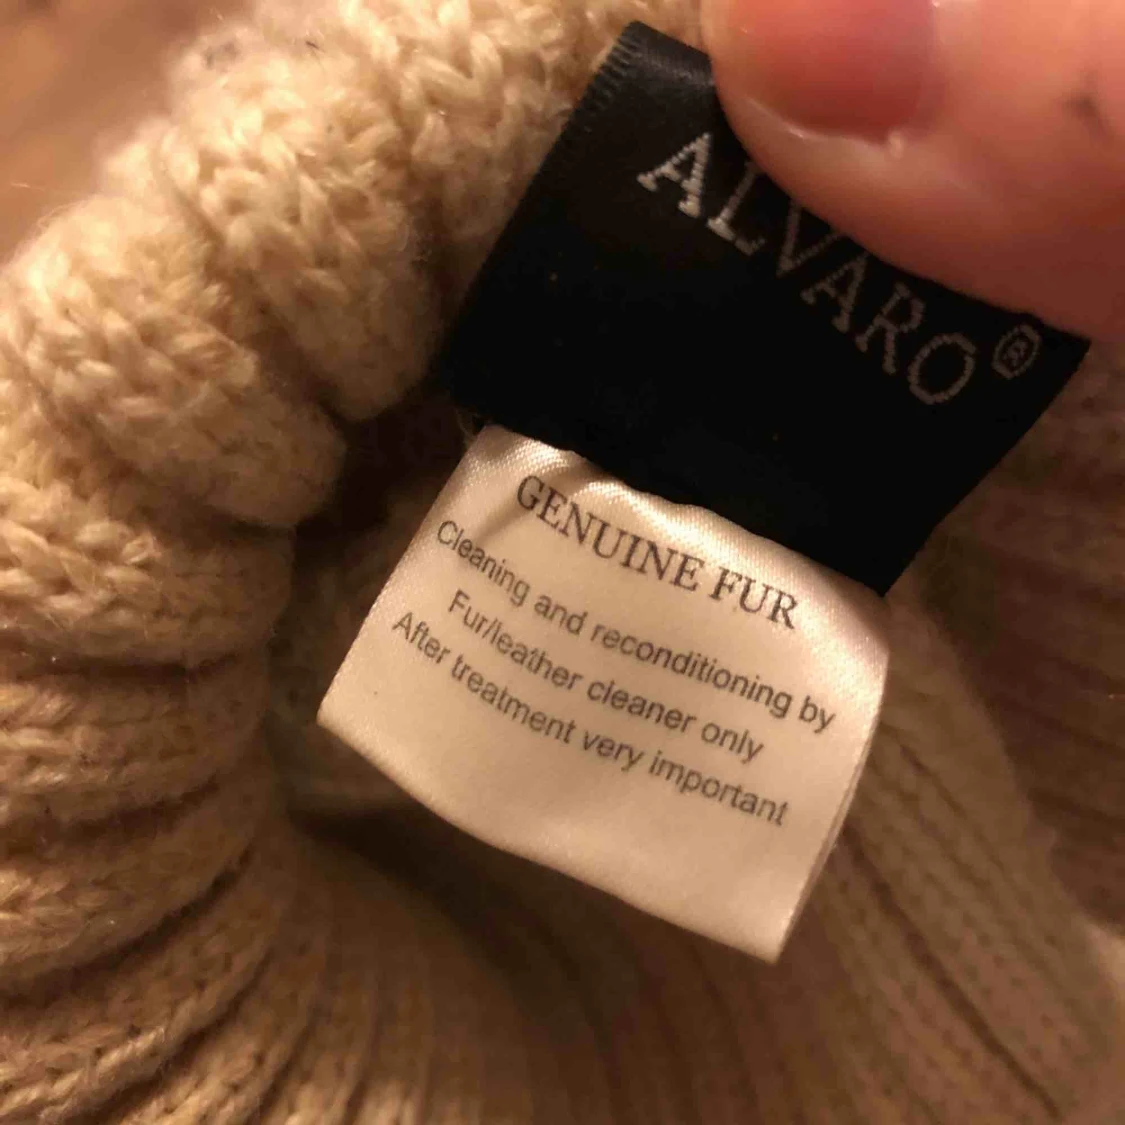 ALVARO®
GENUINE FUR
Cleaning and reconditioning by
Fur/leather cleaner only
After treatment very important